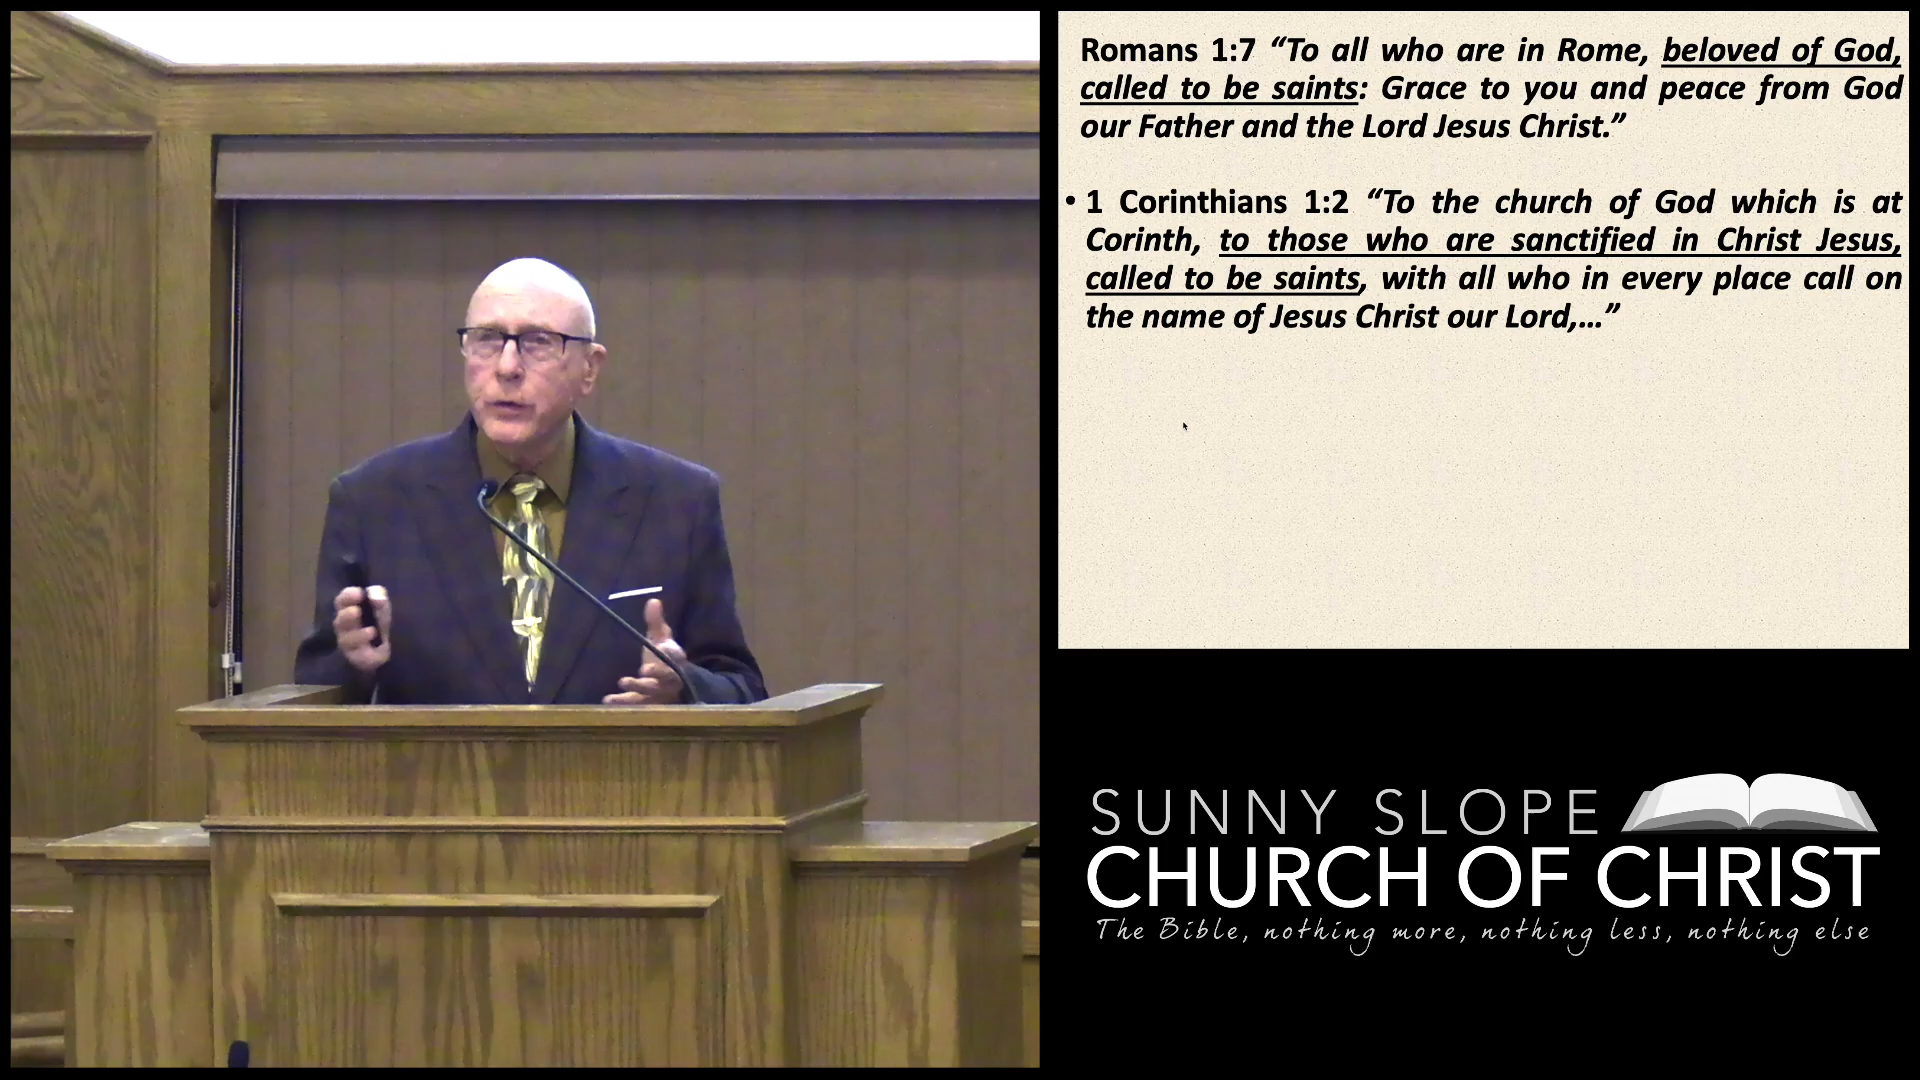 Romans 1:7 “To all who are in Rome, beloved of God,
called to be saints: Grace to you and peace from God
our Father and the Lord Jesus Christ.”
• 1 Corinthians 1:2 “To the church of God which is at
Corinth, to those who are sanctified in Christ Jesus,
called to be saints, with all who in every place call on
the name of Jesus Christ our Lord,…”
SUNNY SLOPE
CHURCH OF CHRIST
The Bible, nothing more, nothing less, nothing else